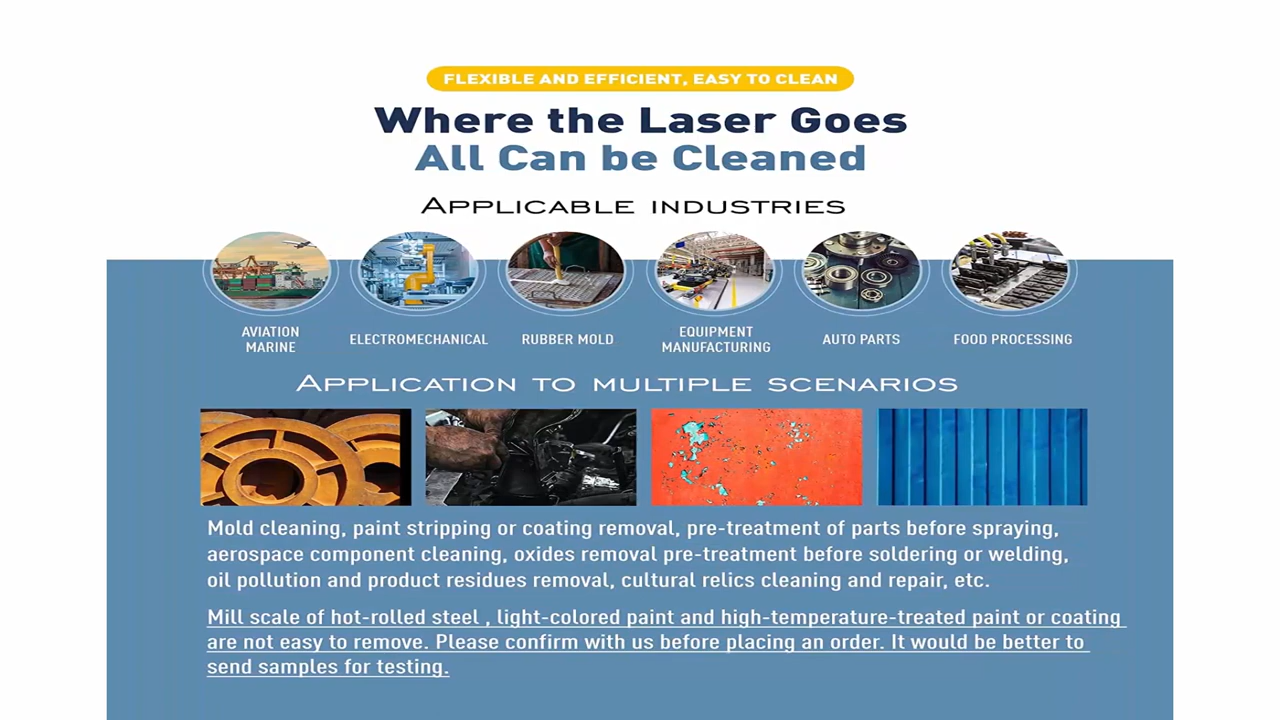 FLEXIBLE AND EFFICIENT, EASY TO CLEAN
Where the Laser Goes
All Can be Cleaned
APPLICABLE INDUSTRIES
AVIATION
MARINE
ELECTROMECHANICAL
RUBBER MOLD
EQUIPMENT
MANUFACTURING
AUTO PARTS
FOOD PROCESSING
APPLICATION TO MULTIPLE SCENARIOS
Mold cleaning, paint stripping or coating removal, pre-treatment of parts before spraying,
aerospace component cleaning, oxides removal pre-treatment before soldering or welding,
oil pollution and product residues removal, cultural relics cleaning and repair, etc.
Mill scale of hot-rolled steel , light-colored paint and high-temperature-treated paint or coating
are not easy to remove. Please confirm with us before placing an order. It would be better to
send samples for testing.